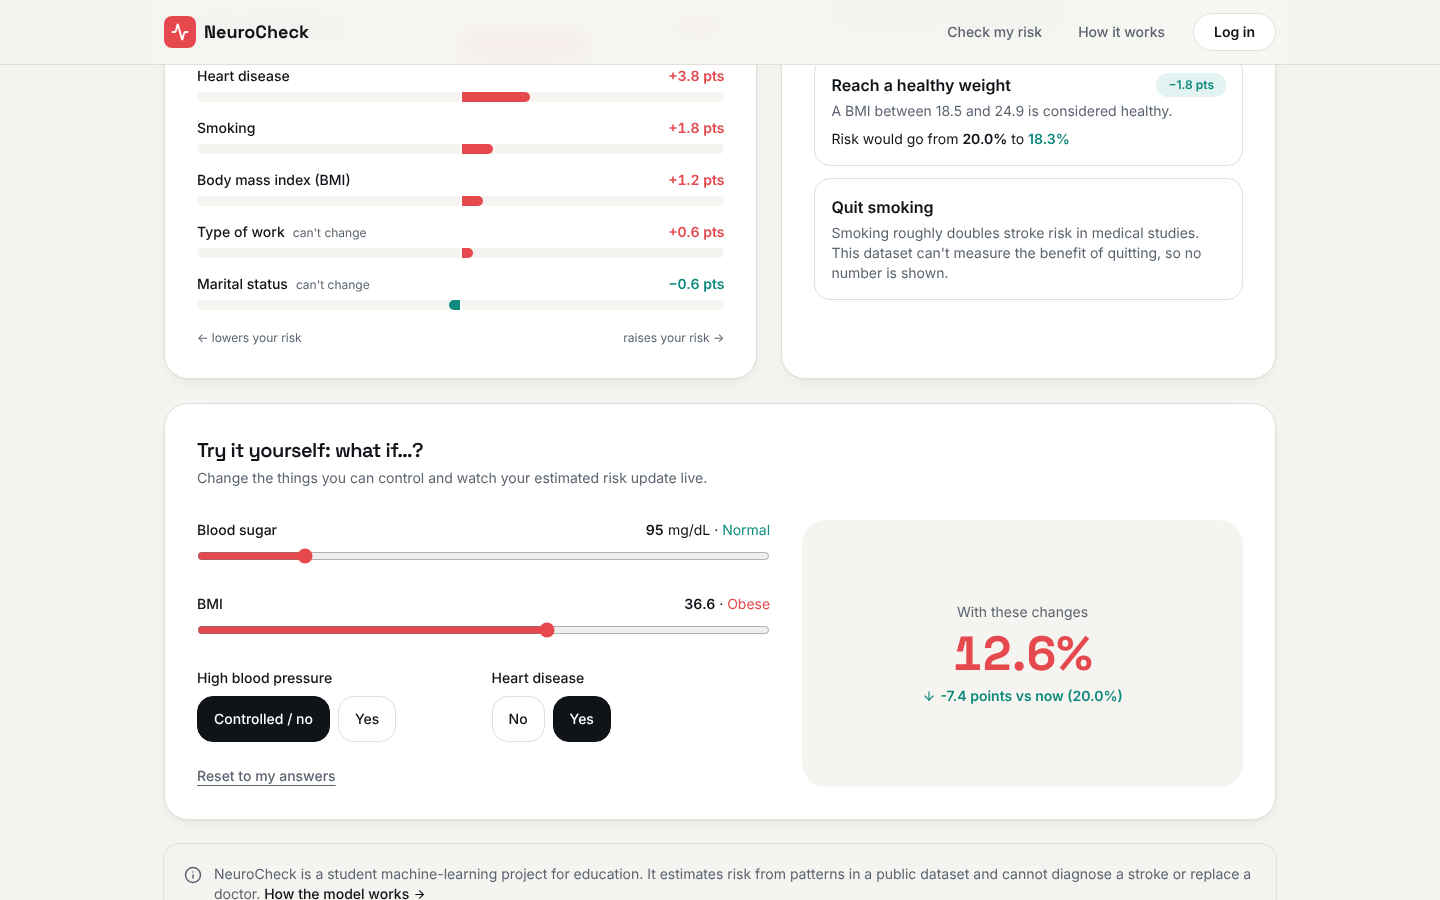 NeuroCheck
Check my risk
How it works
Log in
Heart disease
+3.8 pts
Smoking
+1.8 pts
Body mass index (BMI)
+1.2 pts
Type of work can't change
+0.6 pts
Marital status can't change
−0.6 pts
← lowers your risk
raises your risk →
Reach a healthy weight
−1.8 pts
A BMI between 18.5 and 24.9 is considered healthy.
Risk would go from 20.0% to 18.3%
Quit smoking
Smoking roughly doubles stroke risk in medical studies.
This dataset can't measure the benefit of quitting, so no
number is shown.
Try it yourself: what if...?
Change the things you can control and watch your estimated risk update live.
Blood sugar
95 mg/dL · Normal
BMI
36.6 · Obese
High blood pressure
Controlled / no
Yes
Heart disease
No
Yes
Reset to my answers
With these changes
12.6%
↓ -7.4 points vs now (20.0%)
NeuroCheck is a student machine-learning project for education. It estimates risk from patterns in a public dataset and cannot diagnose a stroke or replace a
doctor. How the model works →